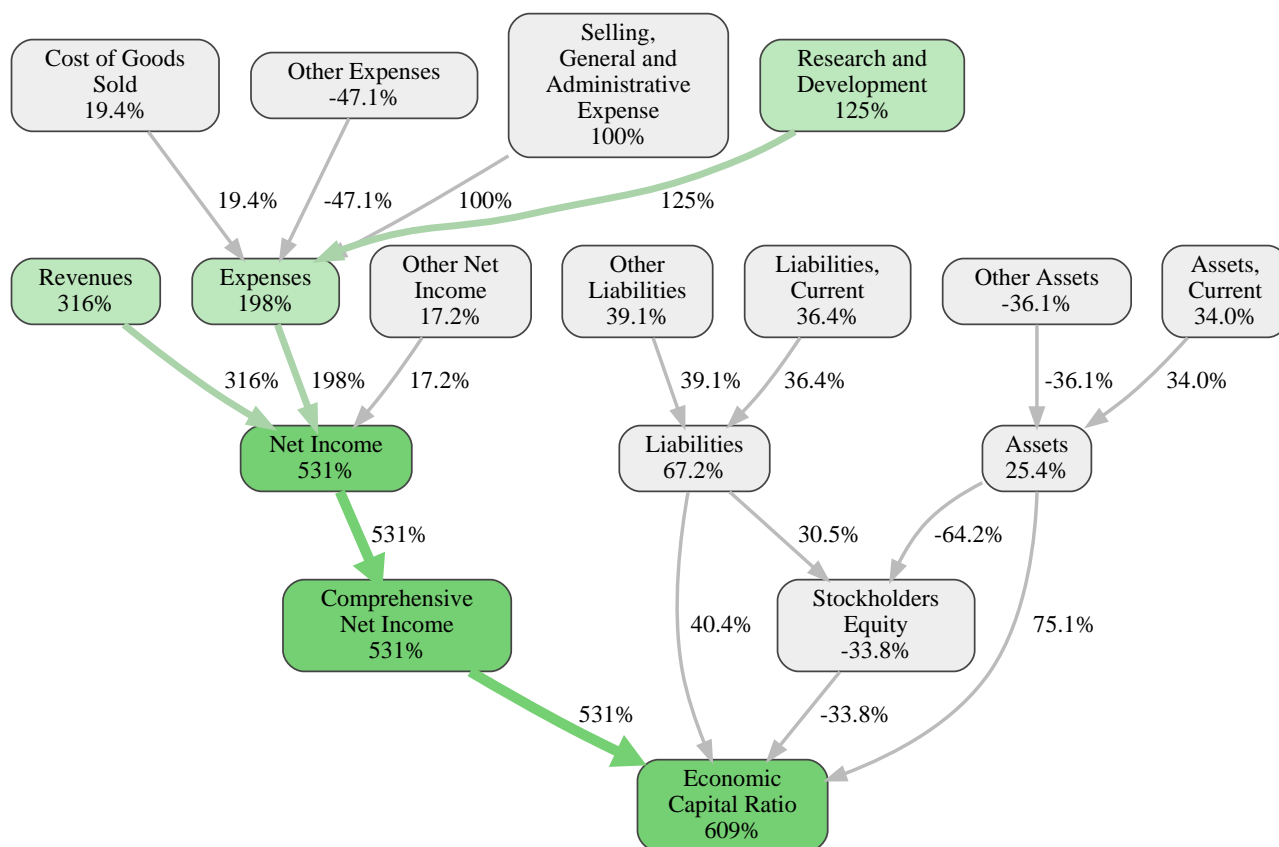 Cost of Goods
Sold
19.4%
Other Expenses
-47.1%
Selling,
General and
Administrative
Expense
100%
Research and
Development
125%
19.4%
-47.1%
100%
125%
Revenues
316%
Expenses
198%
Other Net
Income
17.2%
Other
Liabilities
39.1%
Liabilities,
Current
36.4%
Other Assets
-36.1%
Assets,
Current
34.0%
316%
198%
17.2%
39.1%
36.4%
-36.1%
34.0%
Net Income
531%
Liabilities
67.2%
Assets
25.4%
531%
30.5%
-64.2%
Comprehensive
Net Income
531%
40.4%
Stockholders
Equity
-33.8%
75.1%
531%
-33.8%
Economic
Capital Ratio
609%